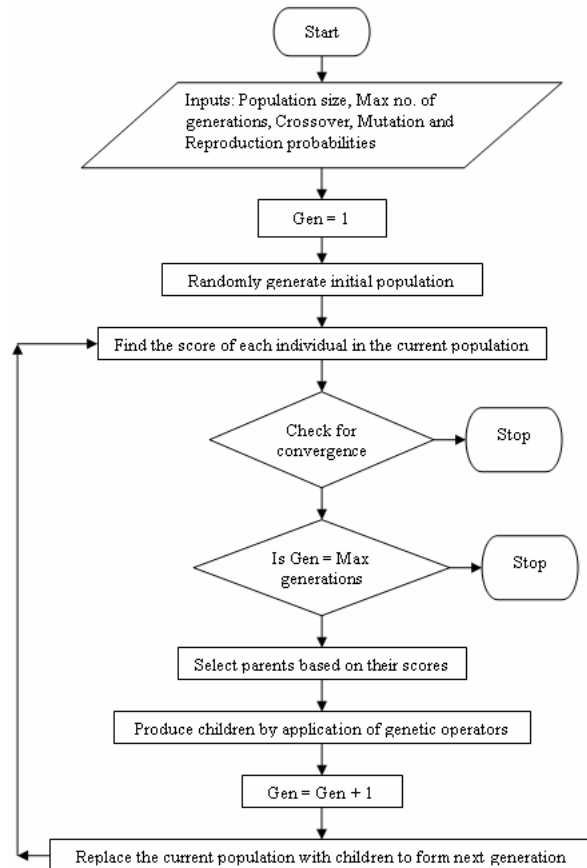 Start
Inputs: Population size, Max no. of
generations, Crossover, Mutation and
Reproduction probabilities
Gen = 1
Randomly generate initial population
Find the score of each individual in the current population
Check for
convergence
Stop
Is Gen = Max
generations
Stop
Select parents based on their scores
Produce children by application of genetic operators
Gen = Gen + 1
Replace the current population with children to form next generation